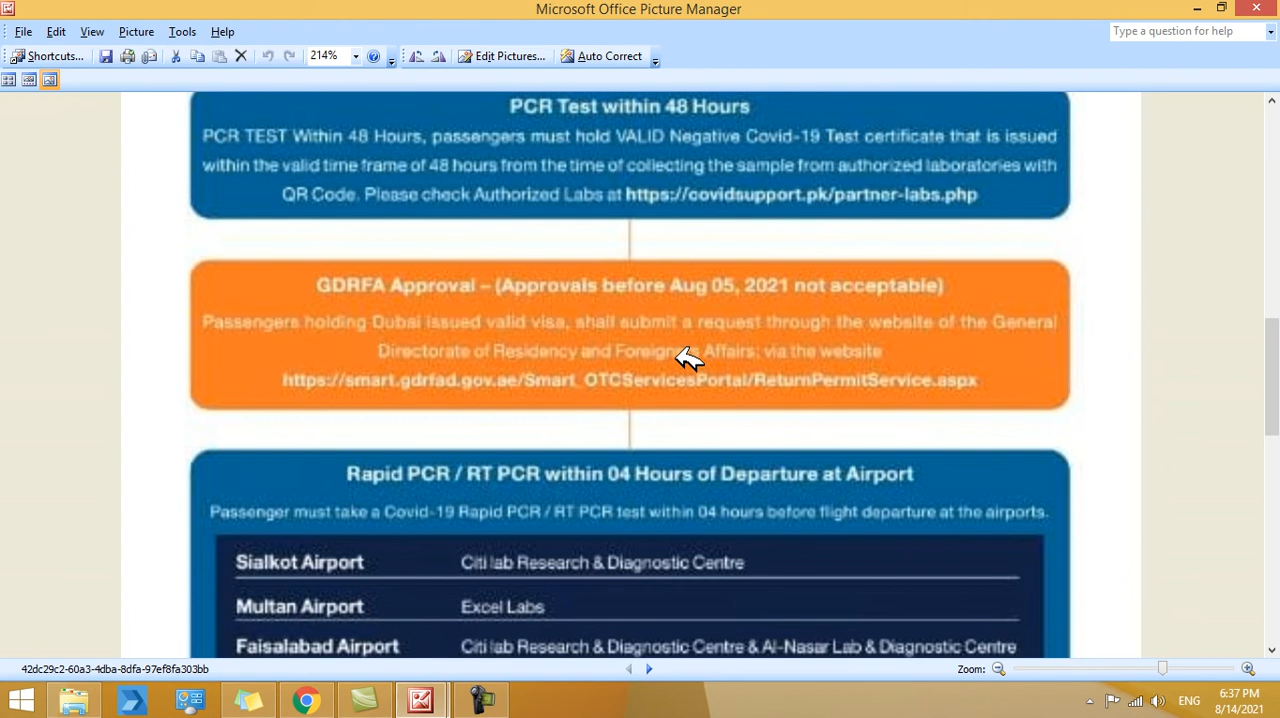 Microsoft Office Picture Manager
File Edit View Picture Tools Help
Type a question for help
Shortcuts... 214% Edit Pictures... Auto Correct
PCR Test within 48 Hours
PCR TEST Within 48 Hours, passengers must hold VALID Negative Covid-19 Test certificate that is issued
within the valid time frame of 48 hours from the time of collecting the sample from authorized laboratories with
QR Code. Please check Authorized Labs at https://covidsupport.pk/partner-labs.php
GDRFA Approval – (Approvals before Aug 05, 2021 not acceptable)
Passengers holding Dubai issued valid visa, shall submit a request through the website of the General
Directorate of Residency and Foreign Affairs; via the website
https://smart.gdrfad.gov.ae/Smart_OTCServicesPortal/ReturnPermitService.aspx
Rapid PCR / RT PCR within 04 Hours of Departure at Airport
Passenger must take a Covid-19 Rapid PCR / RT PCR test within 04 hours before flight departure at the airports.
Sialkot Airport Citi lab Research & Diagnostic Centre
Multan Airport Excel Labs
Faisalabad Airport Citi lab Research & Diagnostic Centre & Al-Nasar Lab & Diagnostic Centre
42dc29c2-60a3-4dba-8dfa-97ef8fa303bb
Zoom:
ENG
6:37 PM
8/14/2021